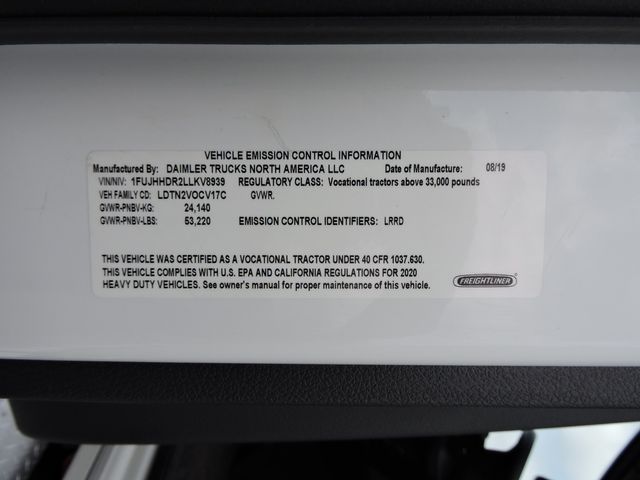 VEHICLE EMISSION CONTROL INFORMATION
Manufactured By: DAIMLER TRUCKS NORTH AMERICA LLC Date of Manufacture: 08/19
VIN/NIV: 1FUJHHDR2LLKV8939 REGULATORY CLASS: Vocational tractors above 33,000 pounds
VEH FAMILY CD: LDTN2VOCV17C GVWR.
GVWR-PNBV-KG: 24,140
GVWR-PNBV-LBS: 53,220 EMISSION CONTROL IDENTIFIERS: LRRD
THIS VEHICLE WAS CERTIFIED AS A VOCATIONAL TRACTOR UNDER 40 CFR 1037.630.
THIS VEHICLE COMPLIES WITH U.S. EPA AND CALIFORNIA REGULATIONS FOR 2020
HEAVY DUTY VEHICLES. See owner's manual for proper maintenance of this vehicle.
FREIGHTLINER